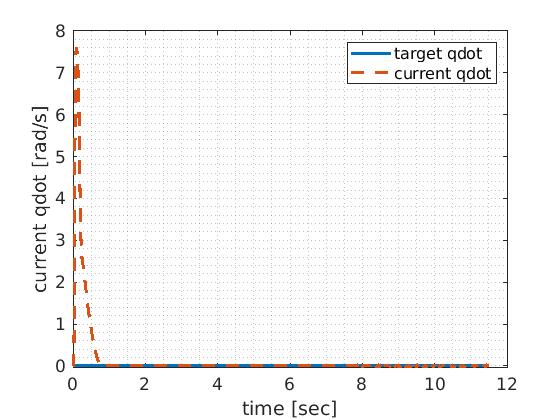 8
7
6
5
4
3
2
1
0
current qdot [rad/s]
target qdot
current qdot
0 2 4 6 8 10 12
time [sec]